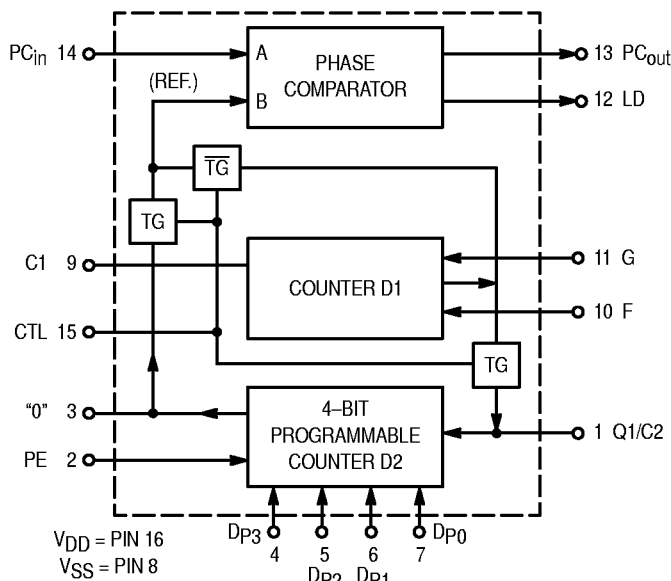 PCin 14
A
PHASE
COMPARATOR
13 PCout
(REF.)
B
12 LD
TG
TG
C1 9
COUNTER D1
11 G
10 F
CTL 15
TG
"0" 3
4–BIT
PROGRAMMABLE
COUNTER D2
1 Q1/C2
PE 2
VDD = PIN 16
VSS = PIN 8
DP3
4
5
6
7
DP0
DP2
DP1